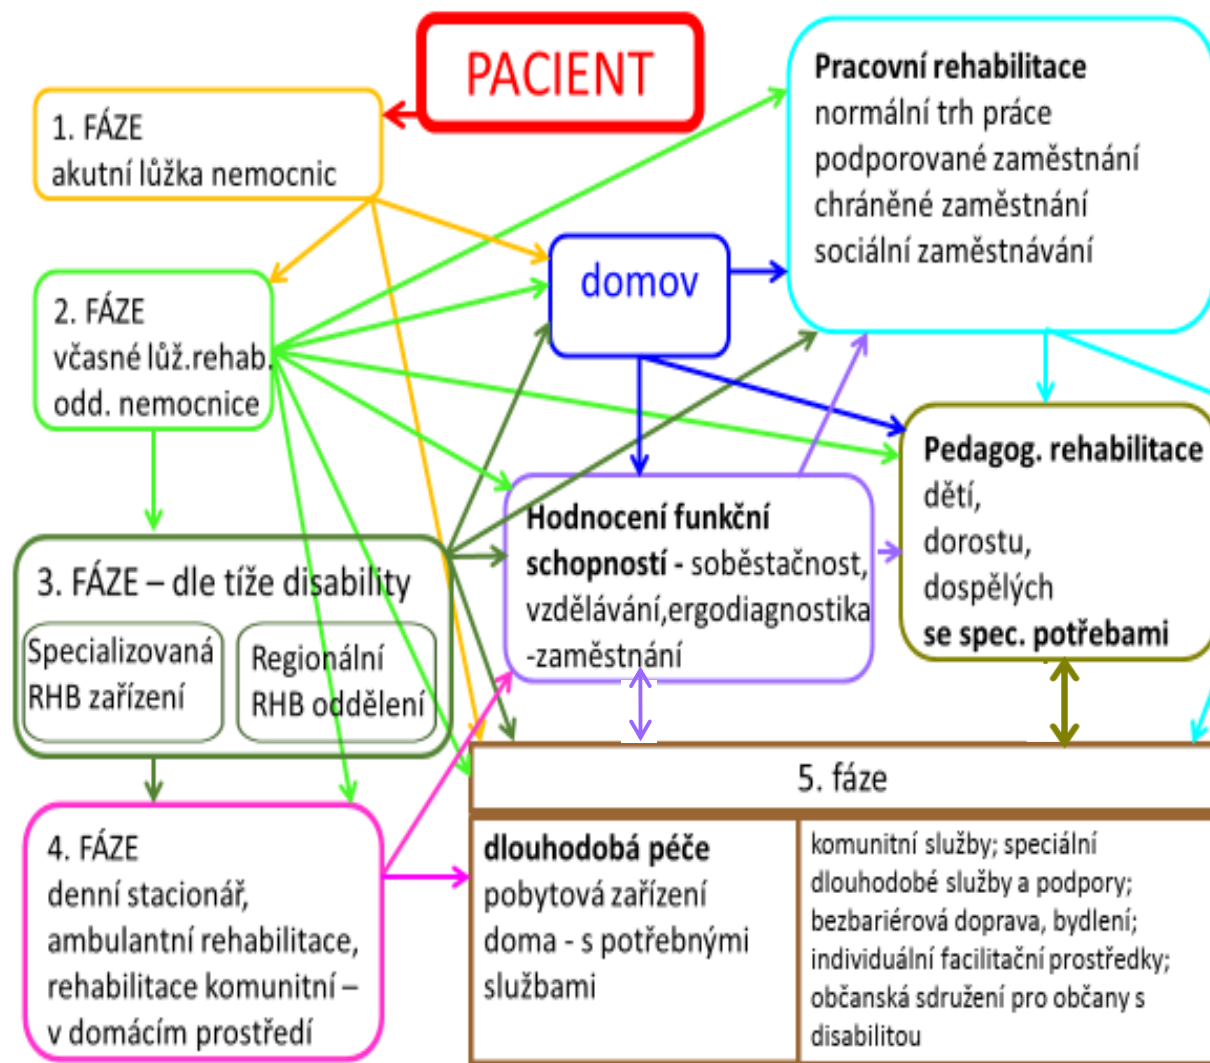 PACIENT
1. FÁZE
akutní lůžka nemocnic
Pracovní rehabilitace
normální trh práce
podporované zaměstnání
chráněné zaměstnání
sociální zaměstnávání
domov
2. FÁZE
včasné lůž.rehab.
odd. nemocnice
Pedagog. rehabilitace
dětí,
dorostu,
dospělých
se spec. potřebami
Hodnocení funkční
schopností - soběstačnost,
vzdělávání,ergodiagnostika
-zaměstnání
3. FÁZE – dle tíže disability
Specializovaná
RHB zařízení
Regionální
RHB oddělení
4. FÁZE
denní stacionář,
ambulantní rehabilitace,
rehabilitace komunitní –
v domácím prostředí
5. fáze
dlouhodobá péče
pobytová zařízení
doma - s potřebnými
službami
komunitní služby; speciální
dlouhodobé služby a podpory;
bezbariérová doprava, bydlení;
individuální facilitační prostředky;
občanská sdružení pro občany s
disabilitou